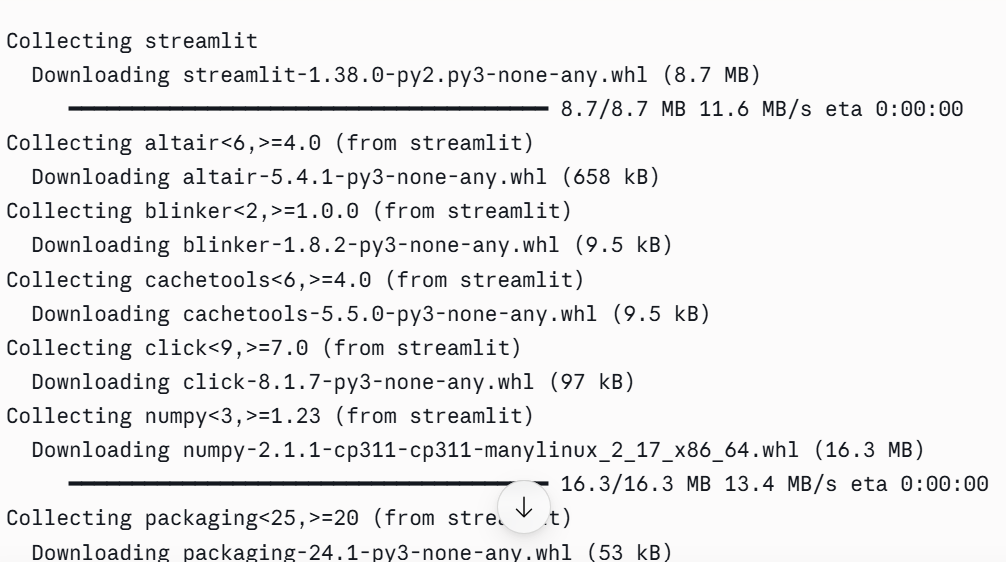 Collecting streamlit
Downloading streamlit-1.38.0-py2.py3-none-any.whl (8.7 MB)
8.7/8.7 MB 11.6 MB/s eta 0:00:00
Collecting altair<6,>=4.0 (from streamlit)
Downloading altair-5.4.1-py3-none-any.whl (658 kB)
Collecting blinker<2,>=1.0.0 (from streamlit)
Downloading blinker-1.8.2-py3-none-any.whl (9.5 kB)
Collecting cachetools<6,>=4.0 (from streamlit)
Downloading cachetools-5.5.0-py3-none-any.whl (9.5 kB)
Collecting click<9,>=7.0 (from streamlit)
Downloading click-8.1.7-py3-none-any.whl (97 kB)
Collecting numpy<3,>=1.23 (from streamlit)
Downloading numpy-2.1.1-cp311-cp311-manylinux_2_17_x86_64.whl (16.3 MB)
16.3/16.3 MB 13.4 MB/s eta 0:00:00
Collecting packaging<25,>=20 (from streamlit)
Downloading packaging-24.1-py3-none-any.whl (53 kB)